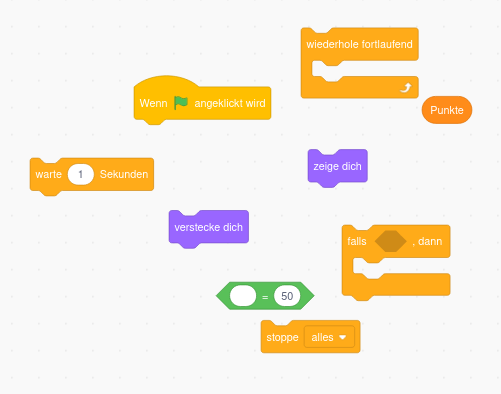 wiederhole fortlaufend
Wenn angeklickt wird
Punkte
zeige dich
warte 1 Sekunden
verstecke dich
falls , dann
= 50
stoppe alles